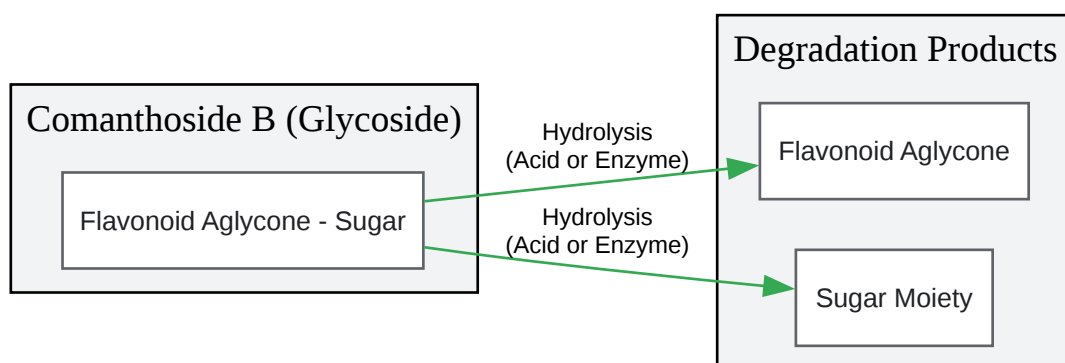 Comanthoside B (Glycoside)
Flavonoid Aglycone - Sugar
Hydrolysis
(Acid or Enzyme)
Hydrolysis
(Acid or Enzyme)
Degradation Products
Flavonoid Aglycone
Sugar Moiety